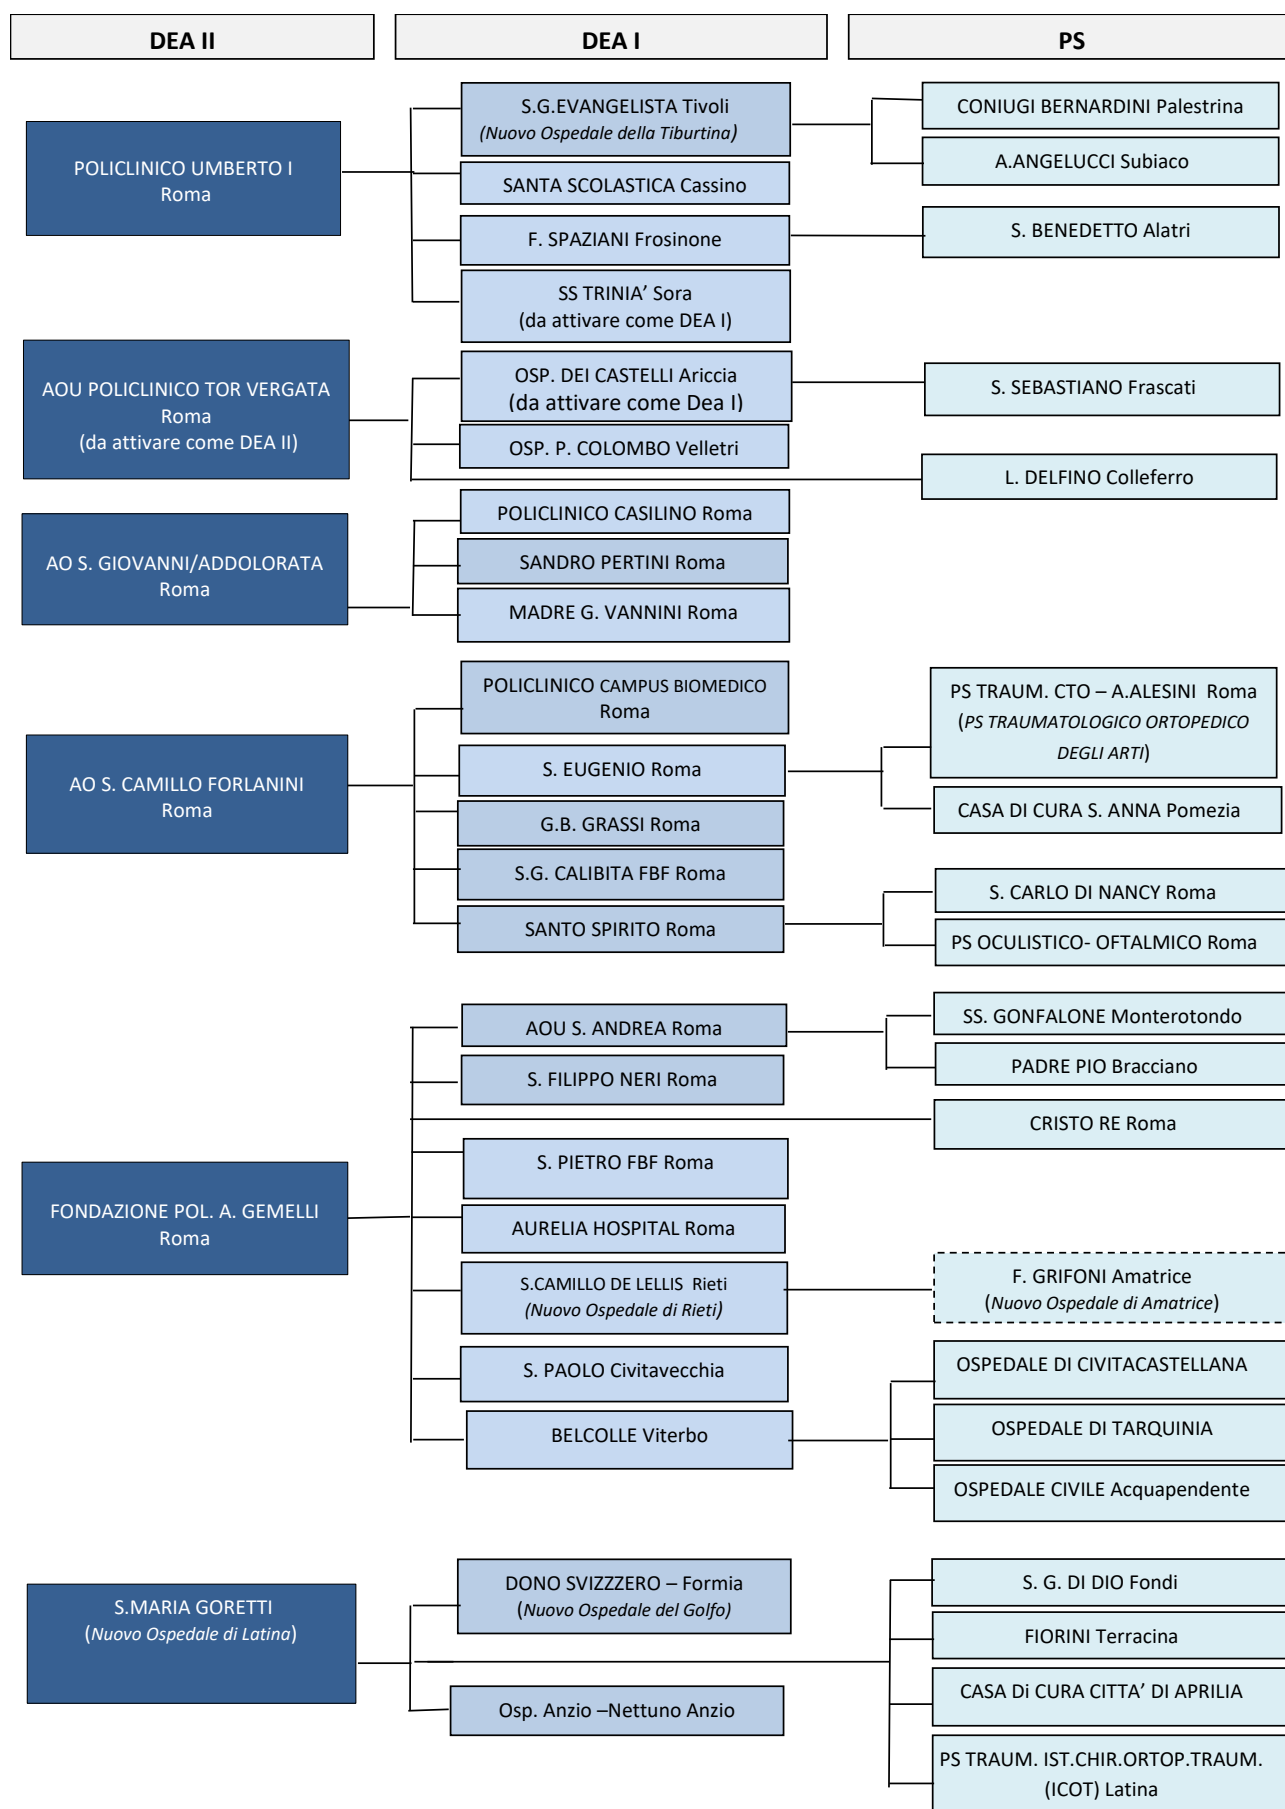 DEA II
DEA I
PS
POLICLINICO UMBERTO I
Roma
S.G.EVANGELISTA Tivoli
(Nuovo Ospedale della Tiburtina)
CONIUGI BERNARDINI Palestrina
A.ANGELUCCI Subiaco
SANTA SCOLASTICA Cassino
F. SPAZIANI Frosinone
S. BENEDETTO Alatri
SS TRINIA’ Sora
(da attivare come DEA I)
AOU POLICLINICO TOR VERGATA
Roma
(da attivare come DEA II)
OSP. DEI CASTELLI Ariccia
(da attivare come Dea I)
S. SEBASTIANO Frascati
OSP. P. COLOMBO Velletri
L. DELFINO Colleferro
AO S. GIOVANNI/ADDOLORATA
Roma
POLICLINICO CASILINO Roma
SANDRO PERTINI Roma
MADRE G. VANNINI Roma
AO S. CAMILLO FORLANINI
Roma
POLICLINICO CAMPUS BIOMEDICO
Roma
S. EUGENIO Roma
PS TRAUM. CTO – A.ALESINI Roma
(PS TRAUMATOLOGICO ORTOPEDICO
DEGLI ARTI)
CASA DI CURA S. ANNA Pomezia
G.B. GRASSI Roma
S.G. CALIBITA FBF Roma
SANTO SPIRITO Roma
S. CARLO DI NANCY Roma
PS OCULISTICO- OFTALMICO Roma
FONDAZIONE POL. A. GEMELLI
Roma
AOU S. ANDREA Roma
SS. GONFALONE Monterotondo
PADRE PIO Bracciano
S. FILIPPO NERI Roma
CRISTO RE Roma
S. PIETRO FBF Roma
AURELIA HOSPITAL Roma
S.CAMILLO DE LELLIS Rieti
(Nuovo Ospedale di Rieti)
F. GRIFONI Amatrice
(Nuovo Ospedale di Amatrice)
S. PAOLO Civitavecchia
BELCOLLE Viterbo
OSPEDALE DI CIVITACASTELLANA
OSPEDALE DI TARQUINIA
OSPEDALE CIVILE Acquapendente
S.MARIA GORETTI
(Nuovo Ospedale di Latina)
DONO SVIZZZERO – Formia
(Nuovo Ospedale del Golfo)
Osp. Anzio –Nettuno Anzio
S. G. DI DIO Fondi
FIORINI Terracina
CASA Di CURA CITTA’ DI APRILIA
PS TRAUM. IST.CHIR.ORTOP.TRAUM.
(ICOT) Latina